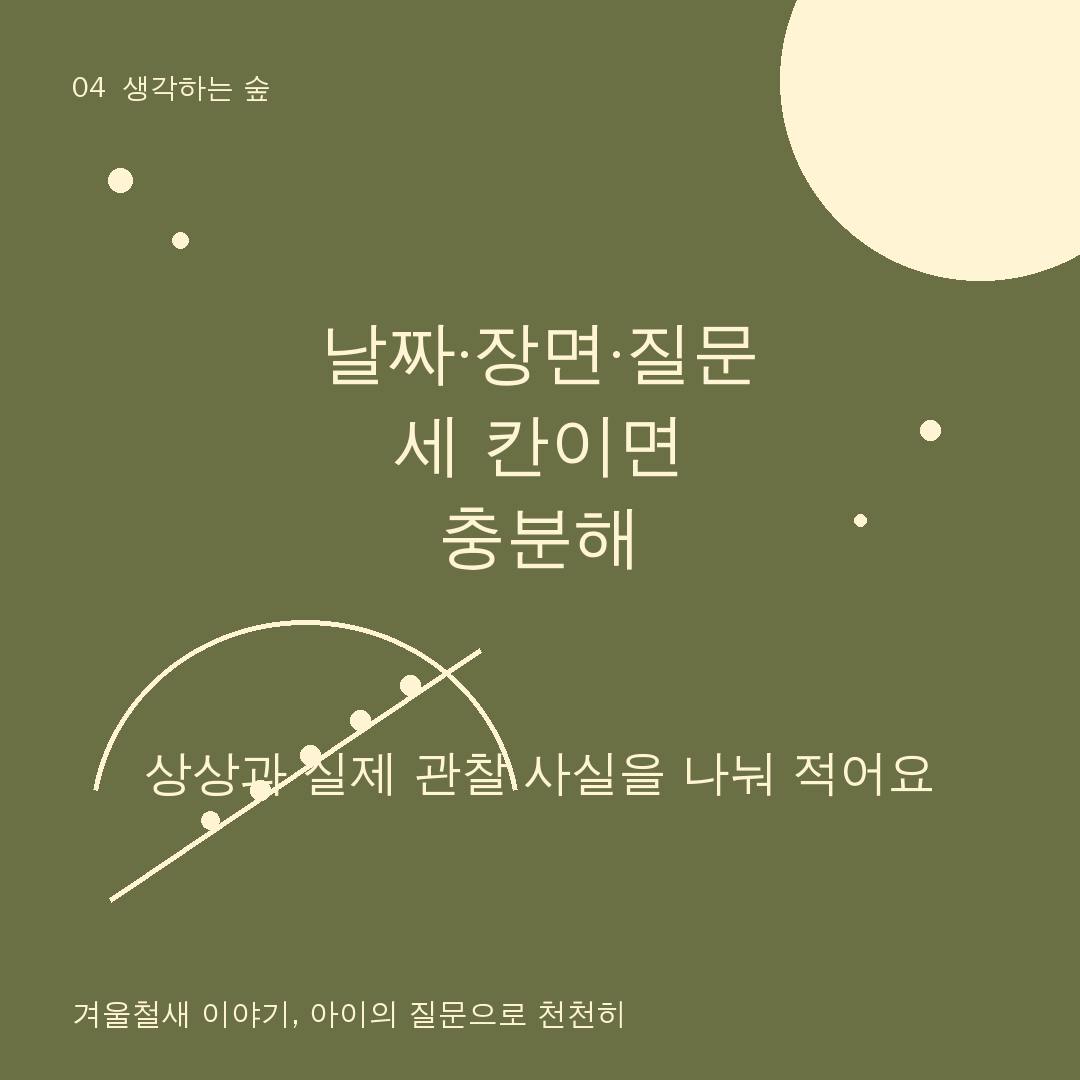 04 생각하는 숲
날짜·장면·질문
세 칸이면
충분해
상상과 실제 관찰 사실을 나눠 적어요
겨울철새 이야기, 아이의 질문으로 천천히